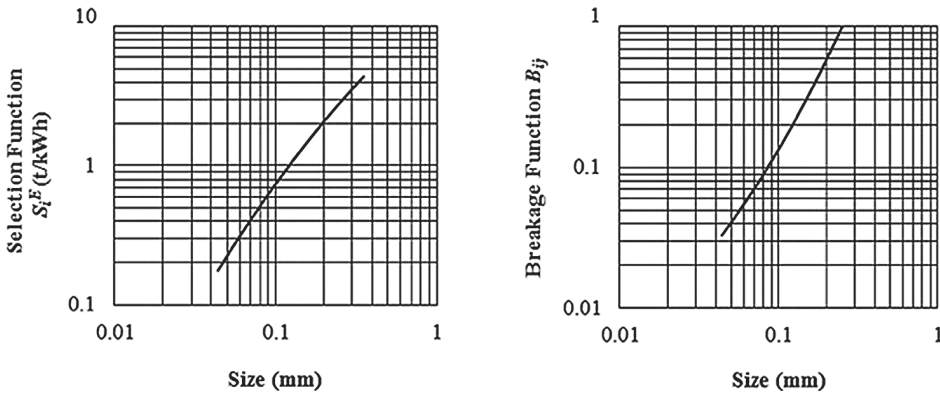 10
1
0.1
0.01
0.1
1
Selection Function
S_i^E (t/kWh)
Size (mm)
1
0.1
0.01
0.01
0.1
1
Breakage Function B_ij
Size (mm)